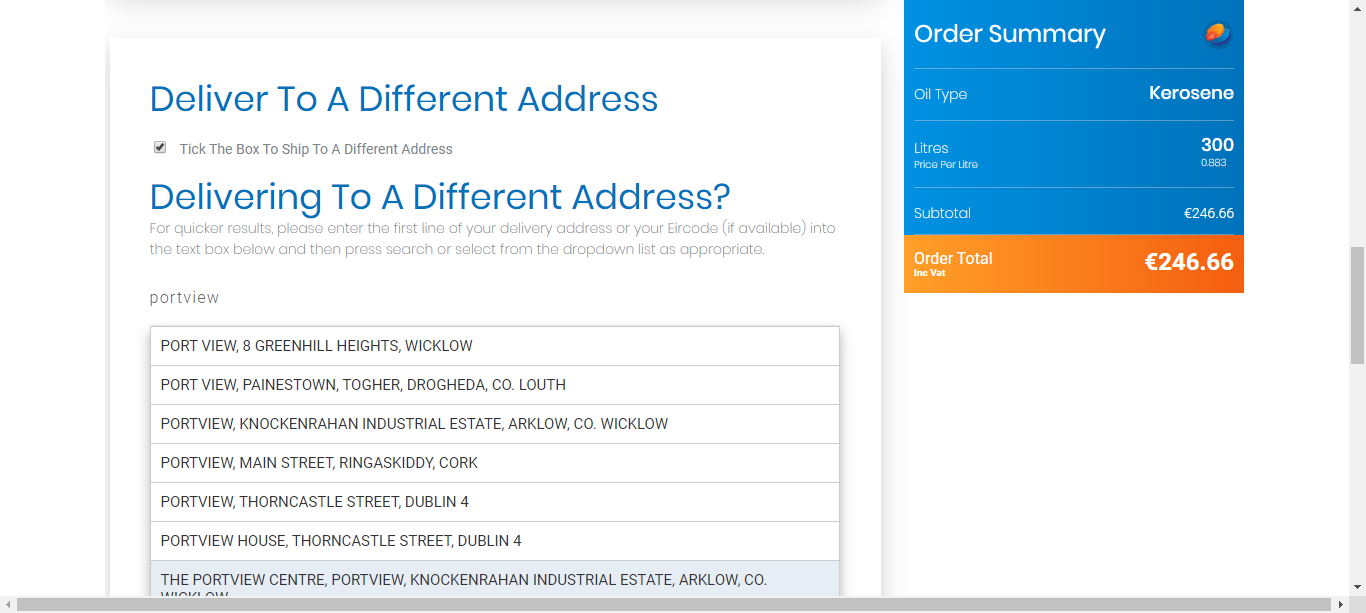 Deliver To A Different Address
Tick The Box To Ship To A Different Address
Delivering To A Different Address?
For quicker results, please enter the first line of your delivery address or your Eircode (if available) into
the text box below and then press search or select from the dropdown list as appropriate.
portview
PORT VIEW, 8 GREENHILL HEIGHTS, WICKLOW
PORT VIEW, PAINESTOWN, TOGHER, DROGHEDA, CO. LOUTH
PORTVIEW, KNOCKENRAHAN INDUSTRIAL ESTATE, ARKLOW, CO. WICKLOW
PORTVIEW, MAIN STREET, RINGASKIDDY, CORK
PORTVIEW, THORNCASTLE STREET, DUBLIN 4
PORTVIEW HOUSE, THORNCASTLE STREET, DUBLIN 4
THE PORTVIEW CENTRE, PORTVIEW, KNOCKENRAHAN INDUSTRIAL ESTATE, ARKLOW, CO.
WICKLOW
Order Summary
Oil Type Kerosene
Litres 300
Price Per Litre 0.883
Subtotal €246.66
Order Total €246.66
Inc Vat